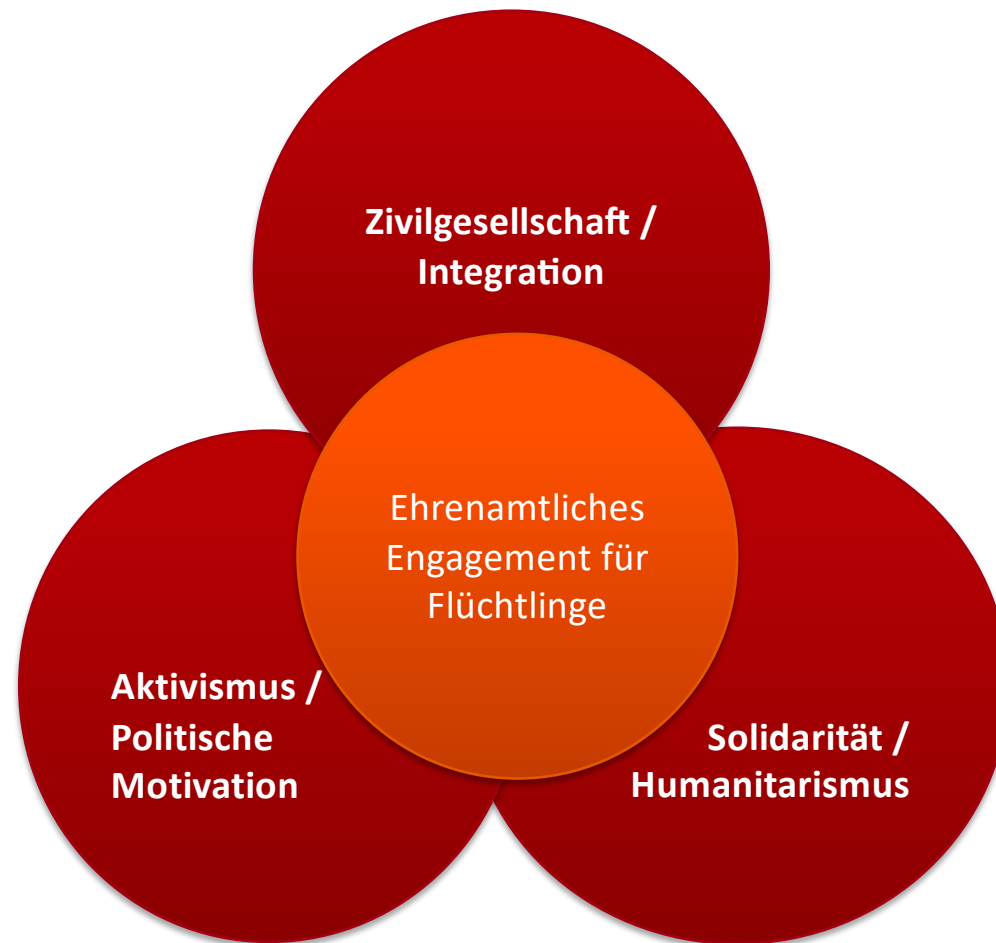 Zivilgesellschaft /
Integration
Ehrenamtliches
Engagement für
Flüchtlinge
Aktivismus /
Politische
Motivation
Solidarität /
Humanitarismus